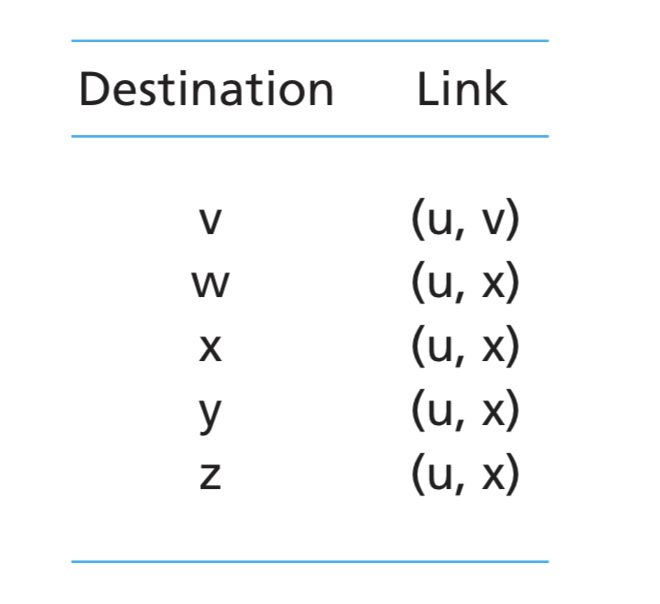 Destination Link
v (u, v)
w (u, x)
x (u, x)
y (u, x)
z (u, x)